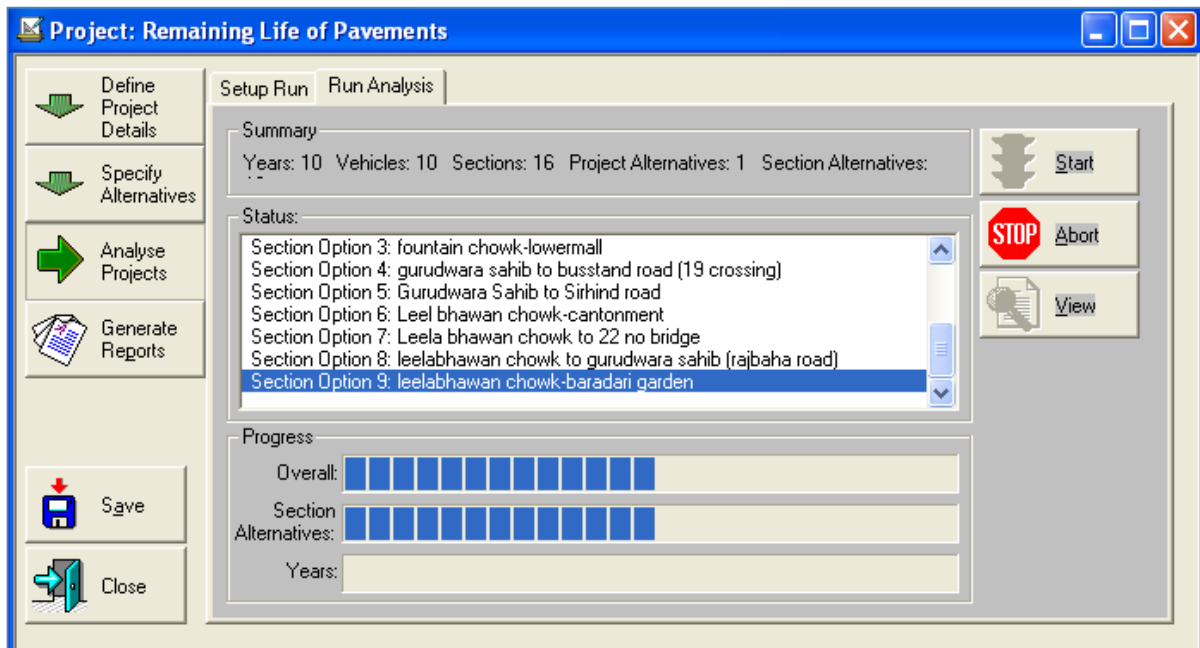 Project: Remaining Life of Pavements
Define
Project
Details
Specify
Alternatives
Analyse
Projects
Generate
Reports
Save
Close
Setup Run
Run Analysis
Summary
Years: 10 Vehicles: 10 Sections: 16 Project Alternatives: 1 Section Alternatives:
Status:
Section Option 3: fountain chowk-lowermall
Section Option 4: gurudwara sahib to busstand road (19 crossing)
Section Option 5: Gurudwara Sahib to Sirhind road
Section Option 6: Leel bhawan chowk-cantonment
Section Option 7: Leela bhawan chowk to 22 no bridge
Section Option 8: leelabhawan chowk to gurudwara sahib (rajbaha road)
Section Option 9: leelabhawan chowk-baradari garden
Progress
Overall:
Section
Alternatives:
Years:
Start
STOP
Abort
View